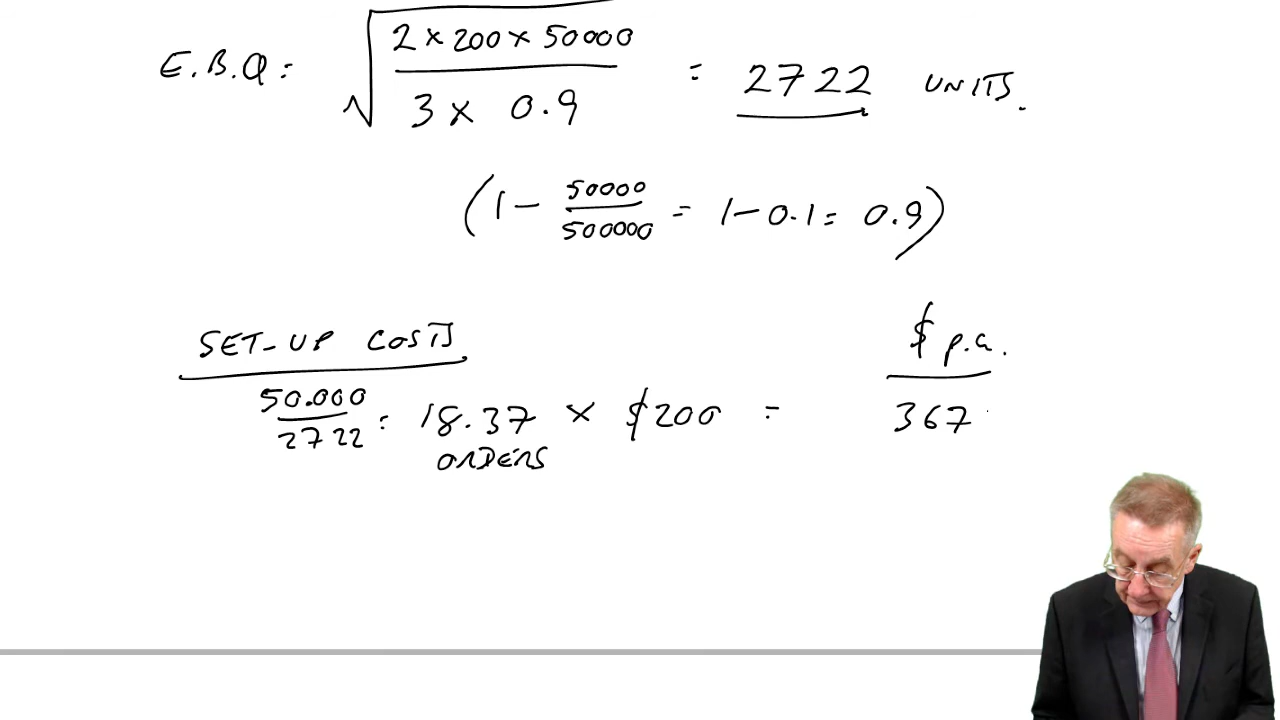 E.B.Q = √((2 × 200 × 50000) / (3 × 0.9)) = 2722 UNITS.
(1 − 50000/500000 = 1 − 0.1 = 0.9)
SET-UP COSTS $ p.a.
50.000/2722 = 18.37 × $200 = 367
ORDERS